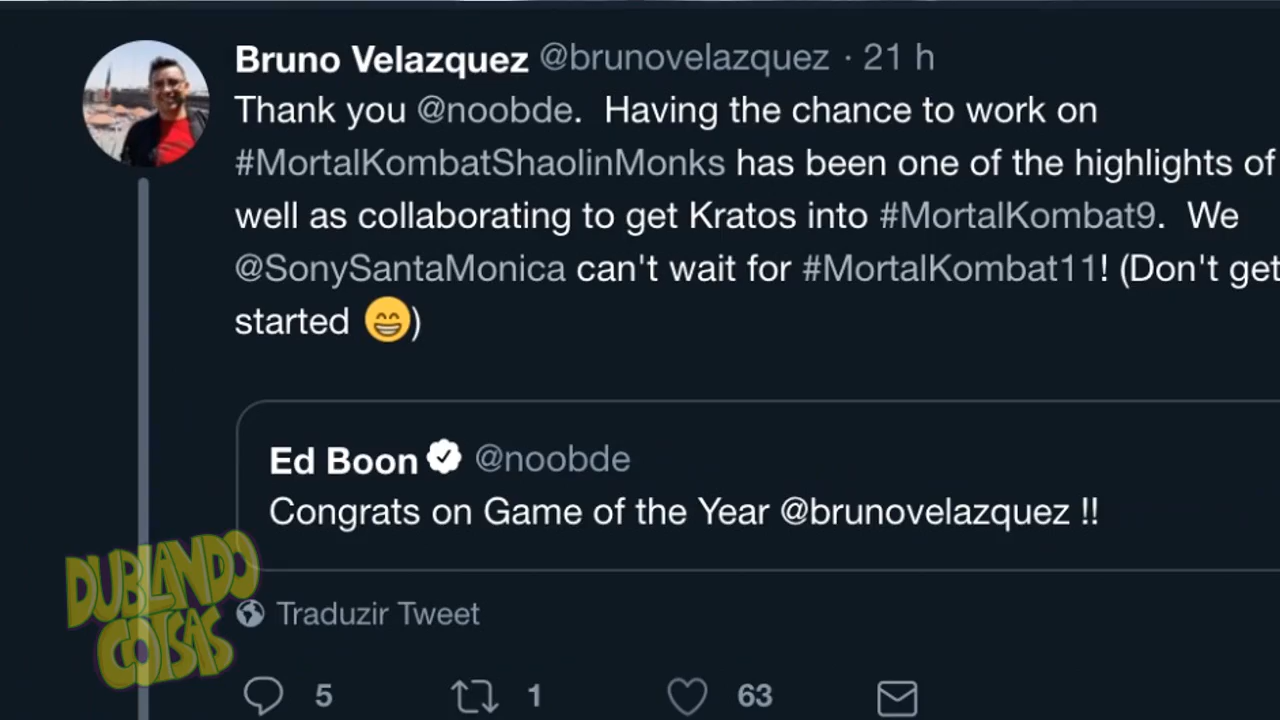 Bruno Velazquez @brunovelazquez · 21 h
Thank you @noobde. Having the chance to work on
#MortalKombatShaolinMonks has been one of the highlights of
well as collaborating to get Kratos into #MortalKombat9. We
@SonySantaMonica can't wait for #MortalKombat11! (Don't get
started 😁)
Ed Boon @noobde
Congrats on Game of the Year @brunovelazquez !!
DUBLANDO
COISAS
Traduzir Tweet
5 1 63